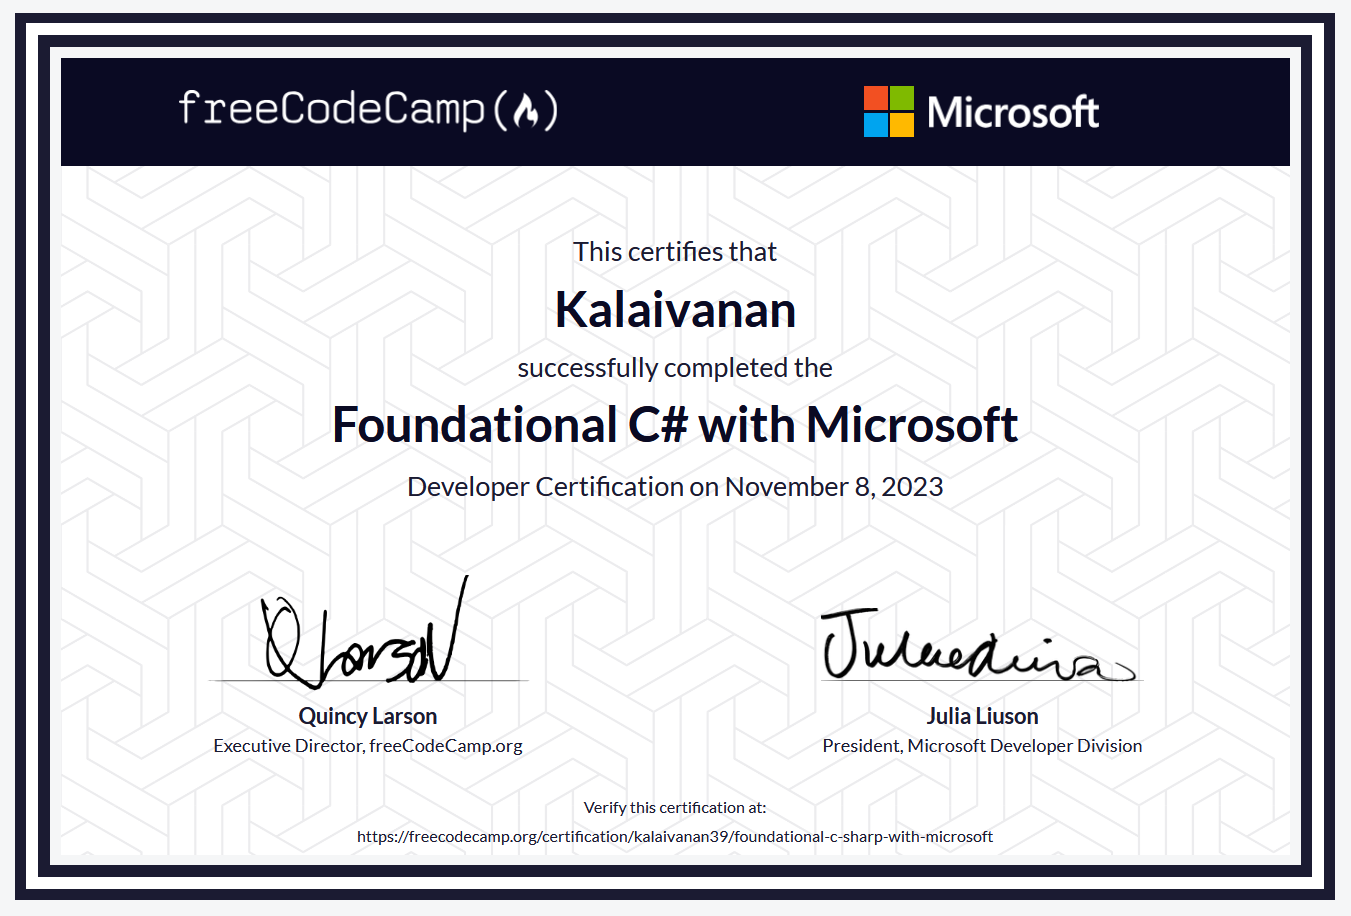 freeCodeCamp
Microsoft
This certifies that
Kalaivanan
successfully completed the
Foundational C# with Microsoft
Developer Certification on November 8, 2023
Quincy Larson
Executive Director, freeCodeCamp.org
Julia Liuson
President, Microsoft Developer Division
Verify this certification at:
https://freecodecamp.org/certification/kalaivanan39/foundational-c-sharp-with-microsoft